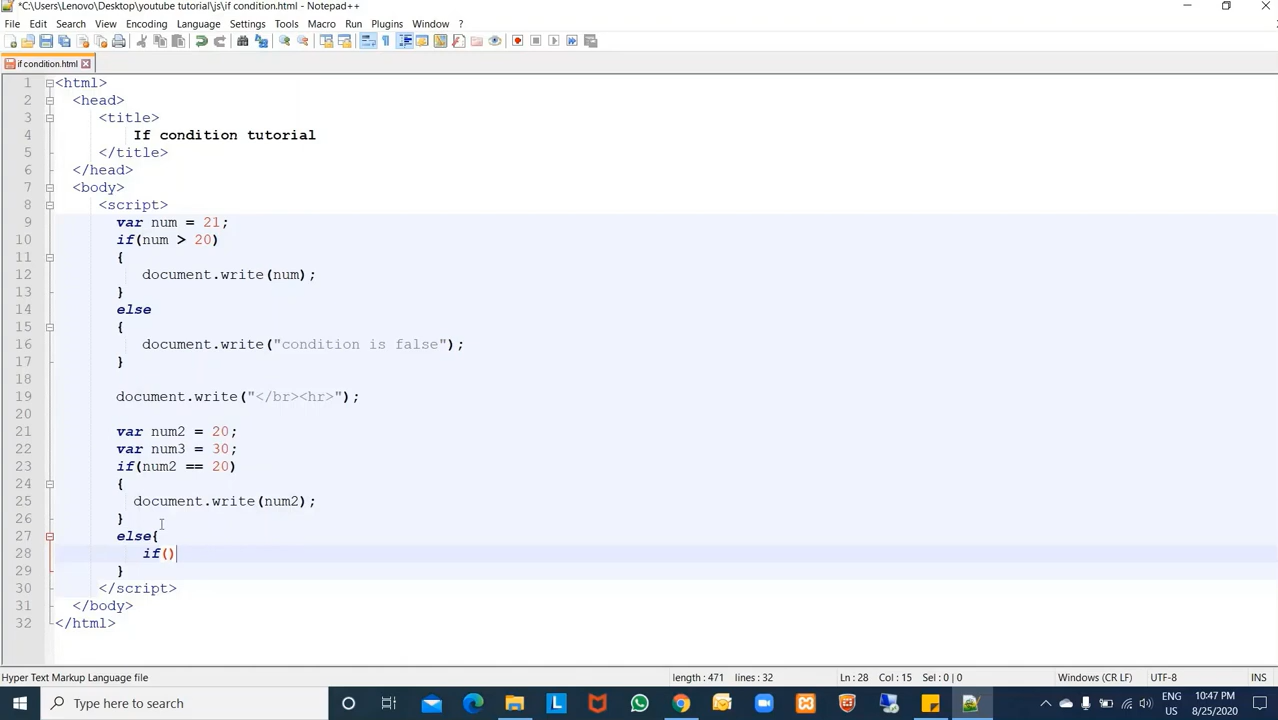 *C:\Users\Lenovo\Desktop\youtube tutorial\js\if condition.html - Notepad++
File Edit Search View Encoding Language Settings Tools Macro Run Plugins Window ?
if condition.html
1 <html>
2 <head>
3 <title>
4 If condition tutorial
5 </title>
6 </head>
7 <body>
8 <script>
9 var num = 21;
10 if(num > 20)
11 {
12 document.write(num);
13 }
14 else
15 {
16 document.write("condition is false");
17 }
18
19 document.write("</br><hr>");
20
21 var num2 = 20;
22 var num3 = 30;
23 if(num2 == 20)
24 {
25 document.write(num2);
26 }
27 else{
28 if()
29 }
30 </script>
31 </body>
32 </html>
Hyper Text Markup Language file length : 471 lines : 32 Ln : 28 Col : 15 Sel : 0 | 0 Windows (CR LF) UTF-8 INS
Type here to search
ENG 10:47 PM
US 8/25/2020